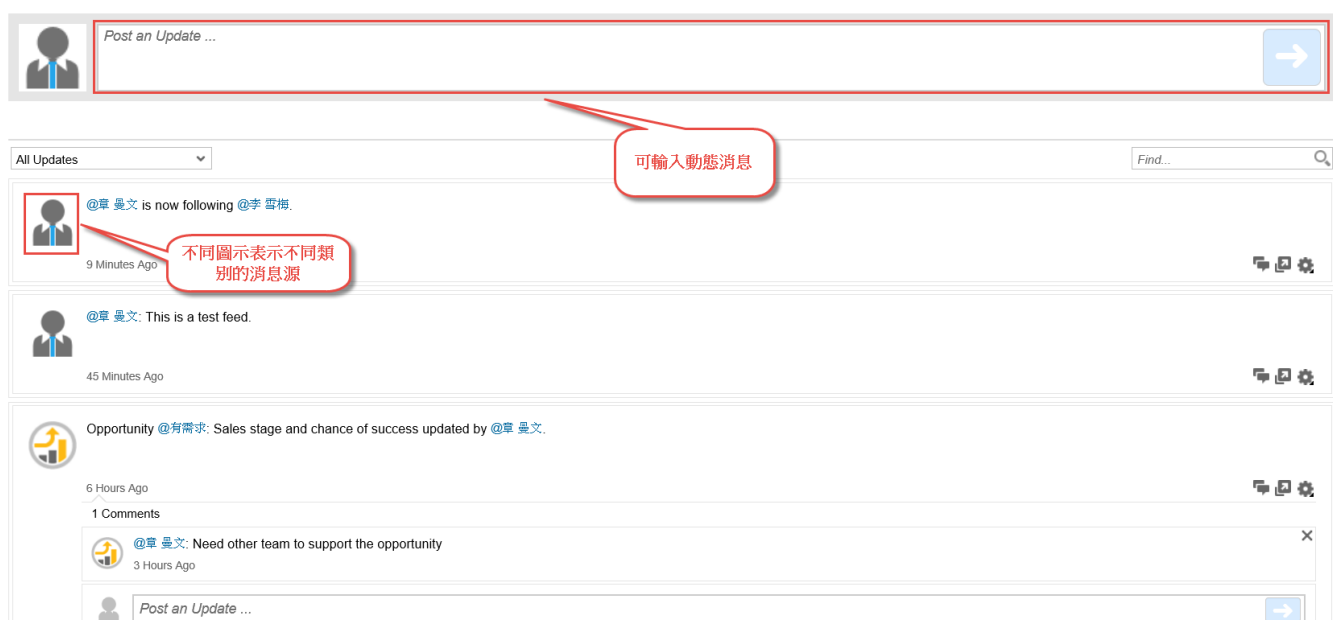 Post an Update ...
可輸入動態消息
All Updates
Find...
@章 曼文 is now following @李 雪梅.
不同圖示表示不同類
別的消息源
9 Minutes Ago
@章 曼文: This is a test feed.
45 Minutes Ago
Opportunity @有需求: Sales stage and chance of success updated by @章 曼文.
6 Hours Ago
1 Comments
@章 曼文: Need other team to support the opportunity
3 Hours Ago
Post an Update ...